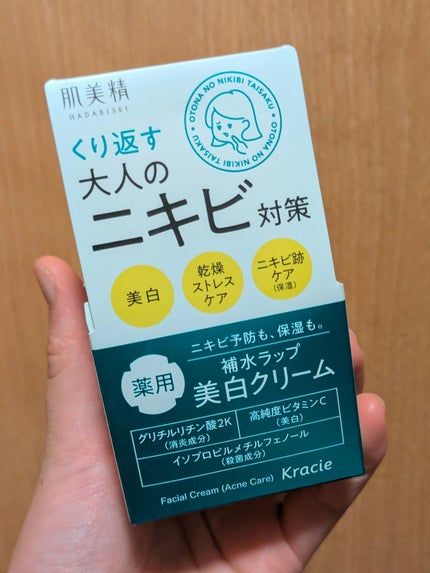 肌美精
HADABISEI
OTONA NO NIKIBI TAISAKU • OTONA NO NIKIBI TAISAKU •
くり返す
大人の
ニキビ対策
美白
乾燥
ストレス
ケア
ニキビ跡
ケア
(保湿)
ニキビ予防も、保湿も。
薬用
補水ラップ
美白クリーム
グリチルリチン酸2K
(消炎成分)
高純度ビタミンC
(美白)
イソプロピルメチルフェノール
(殺菌成分)
Facial Cream (Acne Care)
Kracie